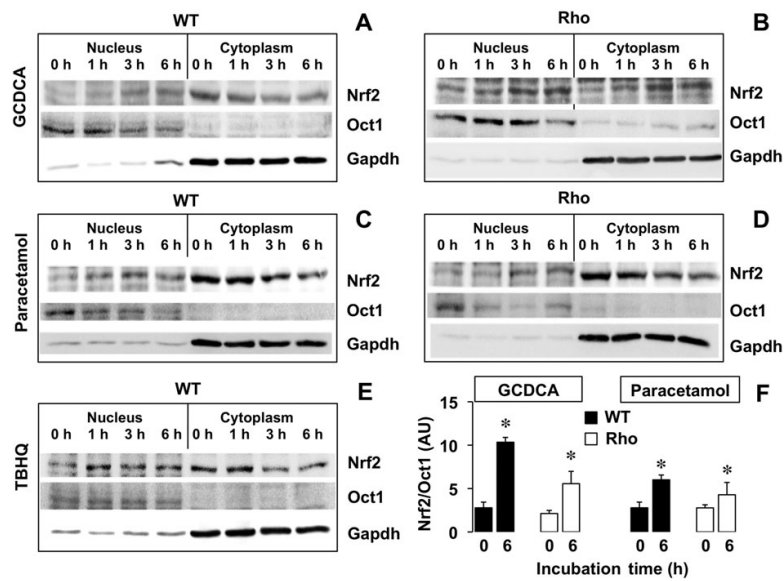 WT
A
Nucleus Cytoplasm
0 h 1 h 3 h 6 h 0 h 1 h 3 h 6 h
GCDCA
Nrf2
Oct1
Gapdh
Rho
B
Nucleus Cytoplasm
0 h 1 h 3 h 6 h 0 h 1 h 3 h 6 h
Nrf2
Oct1
Gapdh
WT
C
Nucleus Cytoplasm
0 h 1 h 3 h 6 h 0 h 1 h 3 h 6 h
Paracetamol
Nrf2
Oct1
Gapdh
Rho
D
Nucleus Cytoplasm
0 h 1 h 3 h 6 h 0 h 1 h 3 h 6 h
Nrf2
Oct1
Gapdh
WT
E
Nucleus Cytoplasm
0 h 1 h 3 h 6 h 0 h 1 h 3 h 6 h
TBHQ
Nrf2
Oct1
Gapdh
GCDCA Paracetamol F
WT
Rho
Nrf2/Oct1 (AU)
15
10
5
0
* * * *
0 6 0 6 0 6 0 6
Incubation time (h)